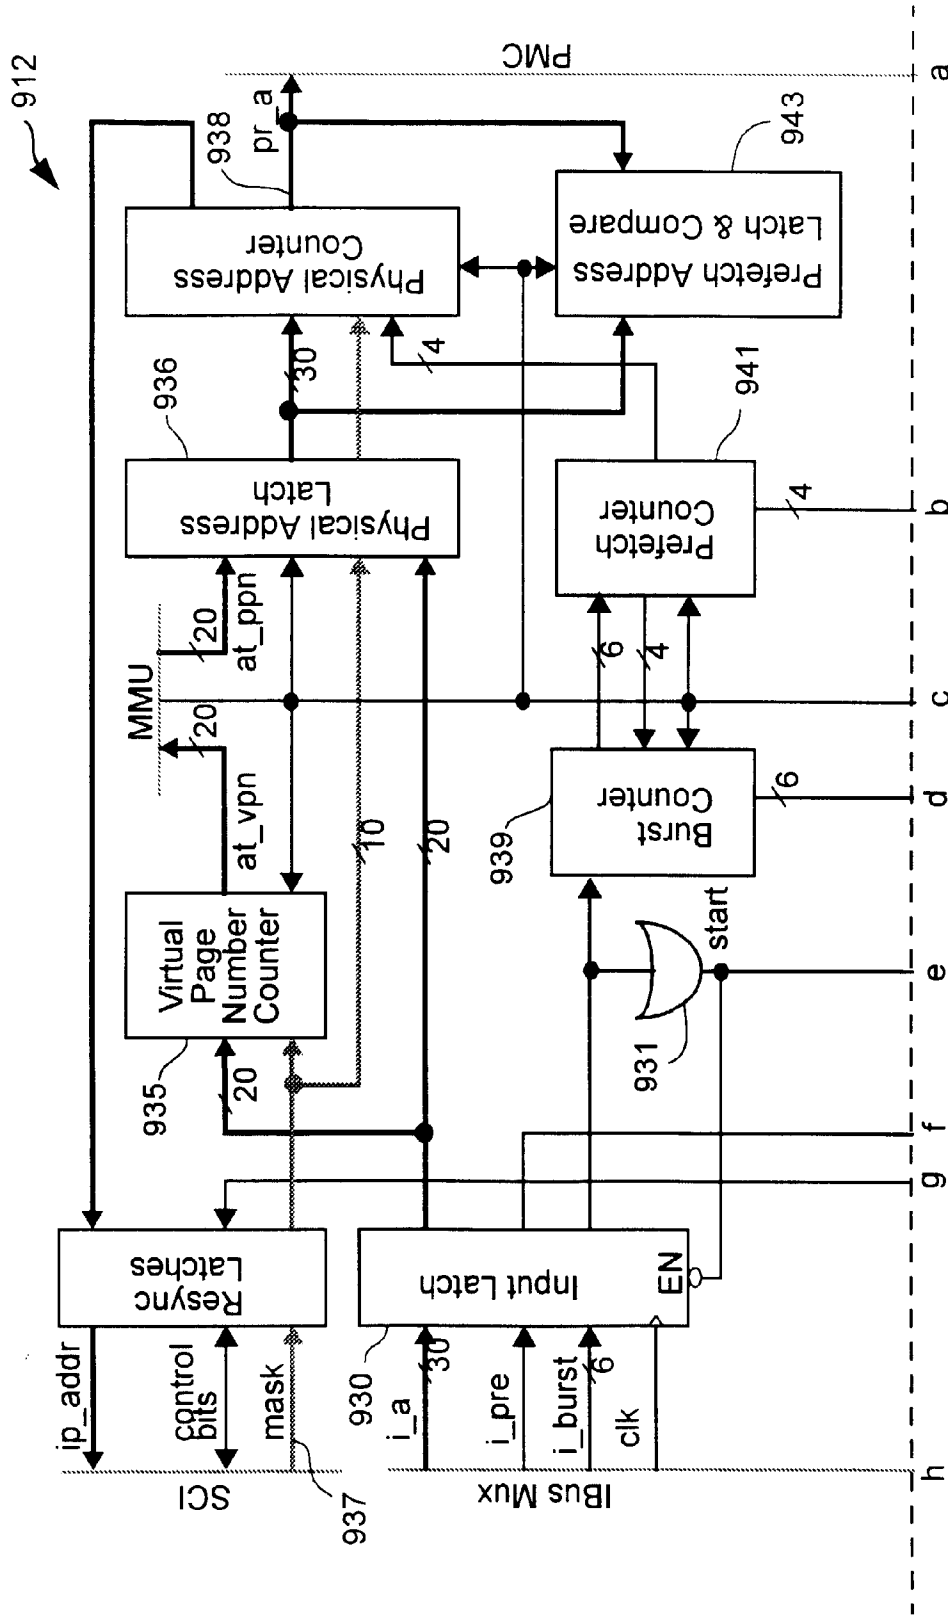 912
ip_addr
control
bits
mask
SCI
937
Resync
Latches
935
20
Virtual
Page
Number
Counter
at_vpn
20
MMU
20
at_ppn
10
20
936
Physical Address
Latch
30
4
Physical Address
Counter
938
pr_a
PMC
930
i_a
30
i_pre
i_burst
6
clk
IBus Mux
Input Latch
EN
931
start
939
Burst
Counter
6
6
4
Prefetch
Counter
941
4
Prefetch Address
Latch & Compare
943
h
g
f
e
d
c
b
a